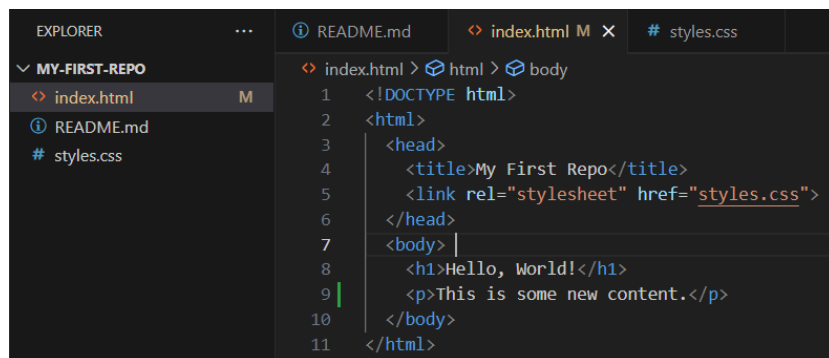 EXPLORER ...
MY-FIRST-REPO
index.html M
README.md
styles.css
README.md index.html M styles.css
index.html > html > body
1 <!DOCTYPE html>
2 <html>
3 <head>
4 <title>My First Repo</title>
5 <link rel="stylesheet" href="styles.css">
6 </head>
7 <body>
8 <h1>Hello, World!</h1>
9 <p>This is some new content.</p>
10 </body>
11 </html>